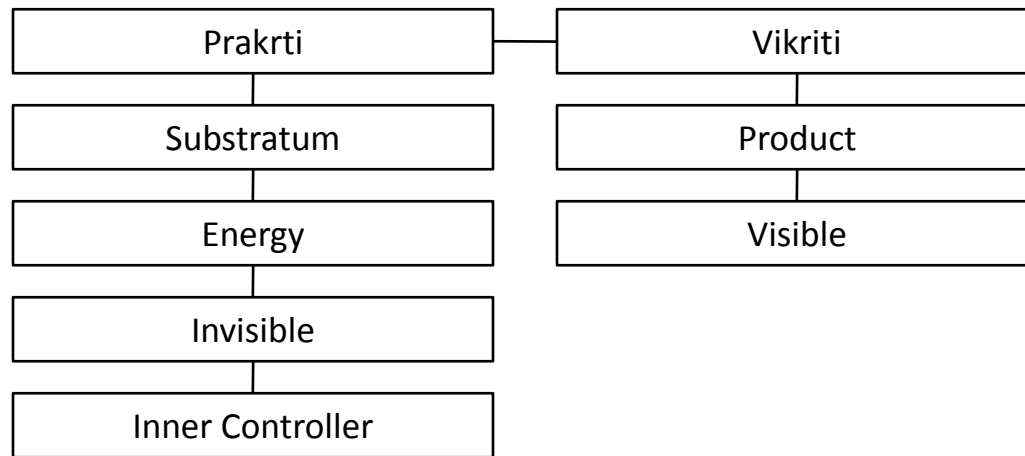 Prakrti
Vikriti
Substratum
Product
Energy
Visible
Invisible
Inner Controller